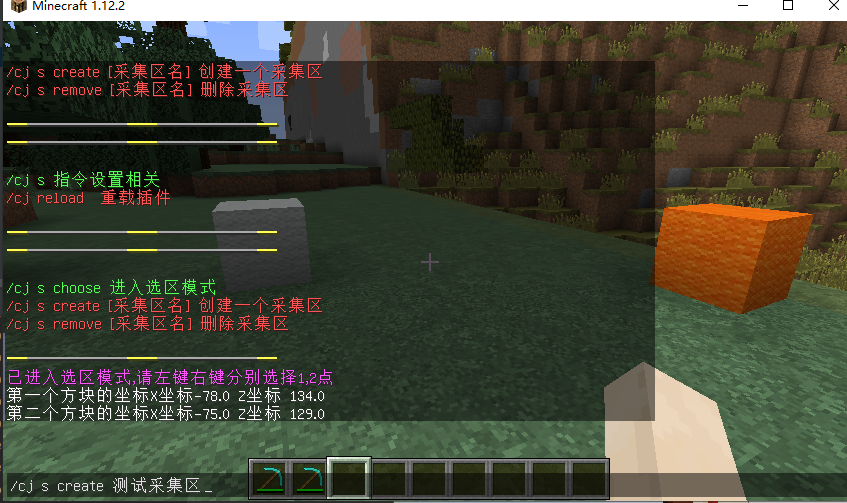 Minecraft 1.12.2
/cj s create [采集区名] 创建一个采集区
/cj s remove [采集区名] 删除采集区
/cj s 指令设置相关
/cj reload 重载插件
/cj s choose 进入选区模式
/cj s create [采集区名] 创建一个采集区
/cj s remove [采集区名] 删除采集区
已进入选区模式,请左键右键分别选择1,2点
第一个方块的坐标X坐标-78.0 Z坐标 134.0
第二个方块的坐标X坐标-75.0 Z坐标 129.0
/cj s create 测试采集区_